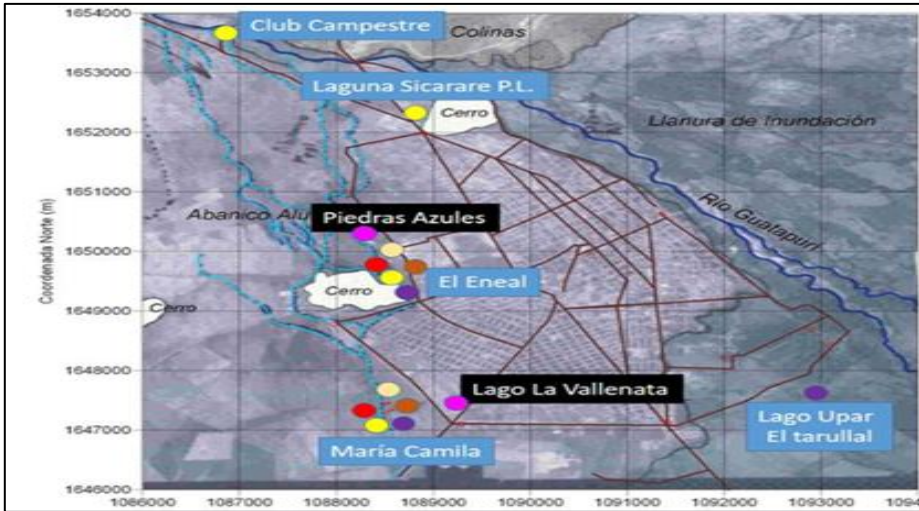 1654000
Club Campestre
Colinas
1653000
Laguna Sicarare P.L.
Cerro
1652000
Llanura de Inundación
1651000
Piedras Azules
Río Guatapuri
1650000
El Eneal
Cerro
Cerro
1649000
Coordenada Norte (m)
1648000
Lago La Vallenata
Lago Upar
El tarullal
1647000
María Camila
1646000
1086000
1087000
1088000
1089000
1090000
1091000
1092000
1093000
Abanico